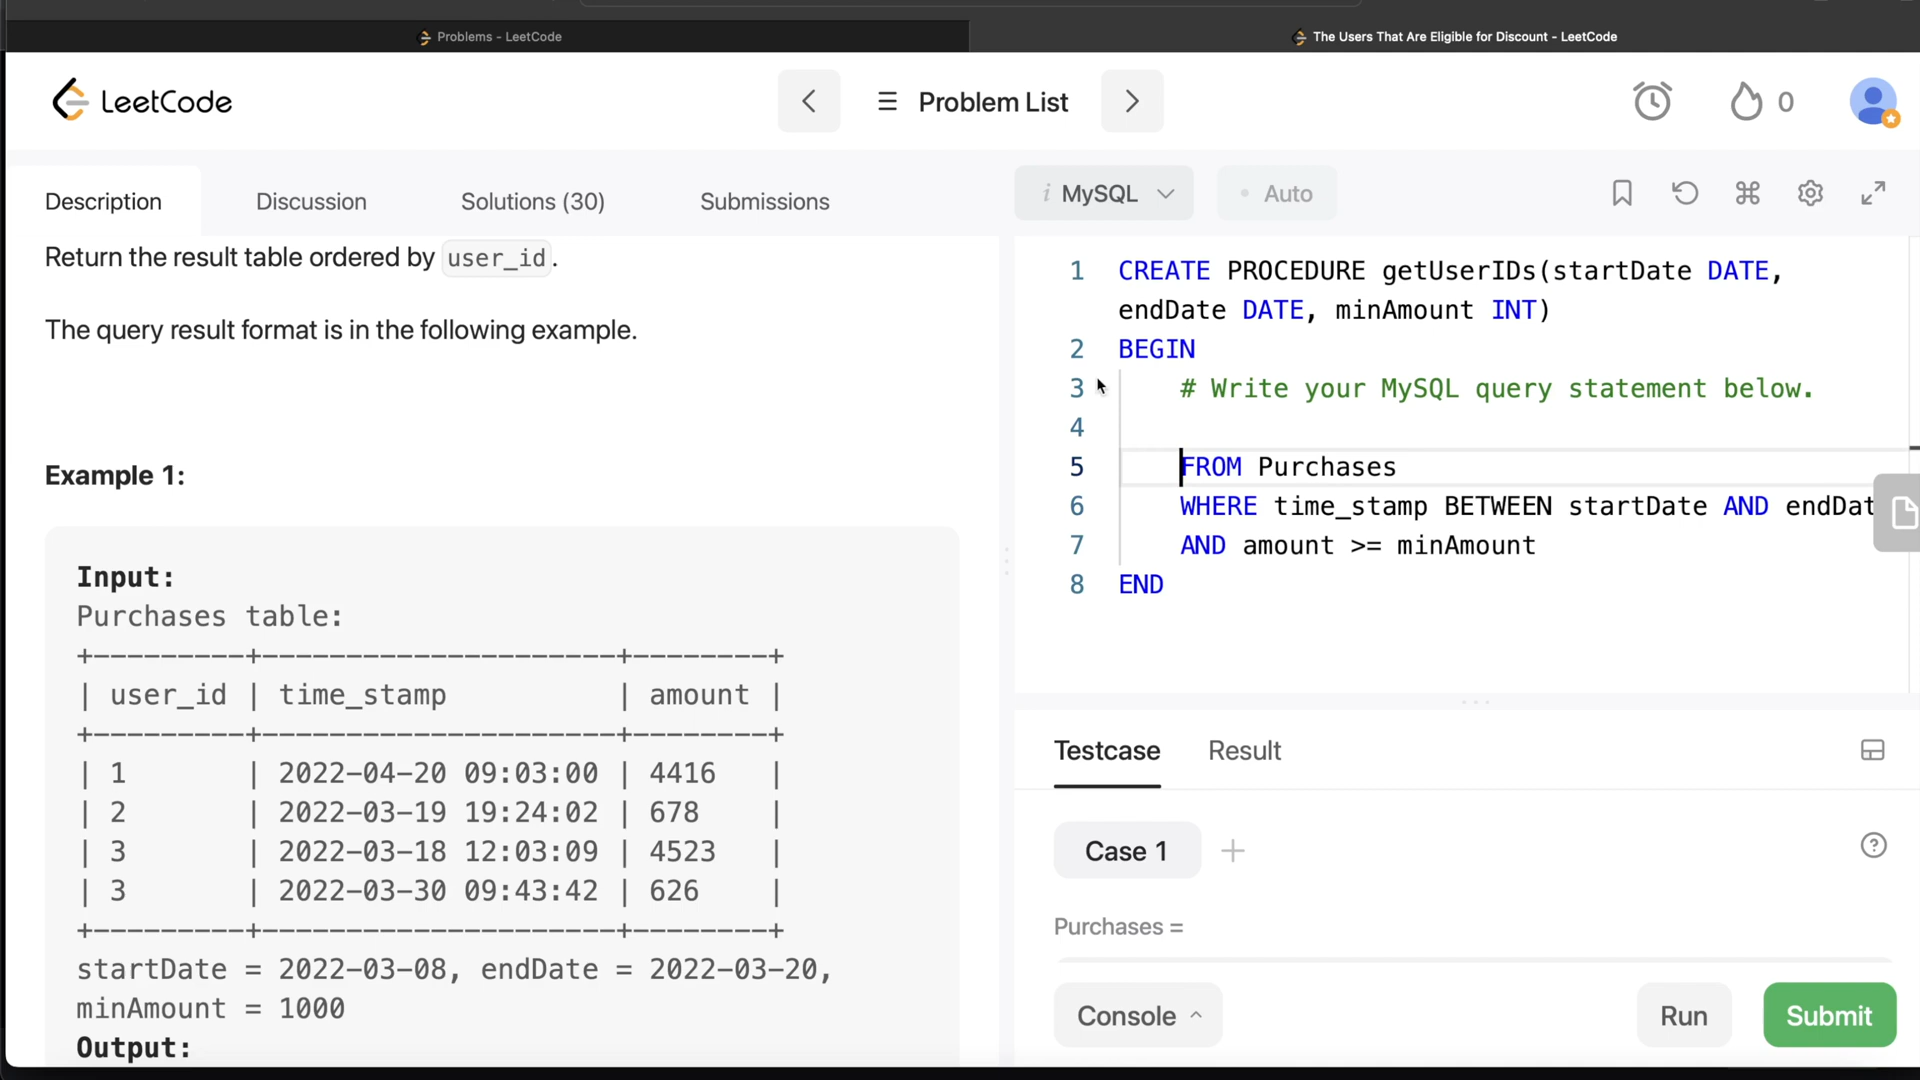 Problems - LeetCode
The Users That Are Eligible for Discount - LeetCode
LeetCode
Problem List
0
Description
Discussion
Solutions (30)
Submissions
Return the result table ordered by user_id.
The query result format is in the following example.
Example 1:
Input:
Purchases table:
+---------+---------------------+--------+
| user_id | time_stamp          | amount |
+---------+---------------------+--------+
| 1       | 2022-04-20 09:03:00 | 4416   |
| 2       | 2022-03-19 19:24:02 | 678    |
| 3       | 2022-03-18 12:03:09 | 4523   |
| 3       | 2022-03-30 09:43:42 | 626    |
+---------+---------------------+--------+
startDate = 2022-03-08, endDate = 2022-03-20,
minAmount = 1000
Output:
i MySQL
Auto
1 CREATE PROCEDURE getUserIDs(startDate DATE,
endDate DATE, minAmount INT)
2 BEGIN
3 # Write your MySQL query statement below.
4
5 FROM Purchases
6 WHERE time_stamp BETWEEN startDate AND endDat
7 AND amount >= minAmount
8 END
Testcase
Result
Case 1
Purchases =
Console
Run
Submit